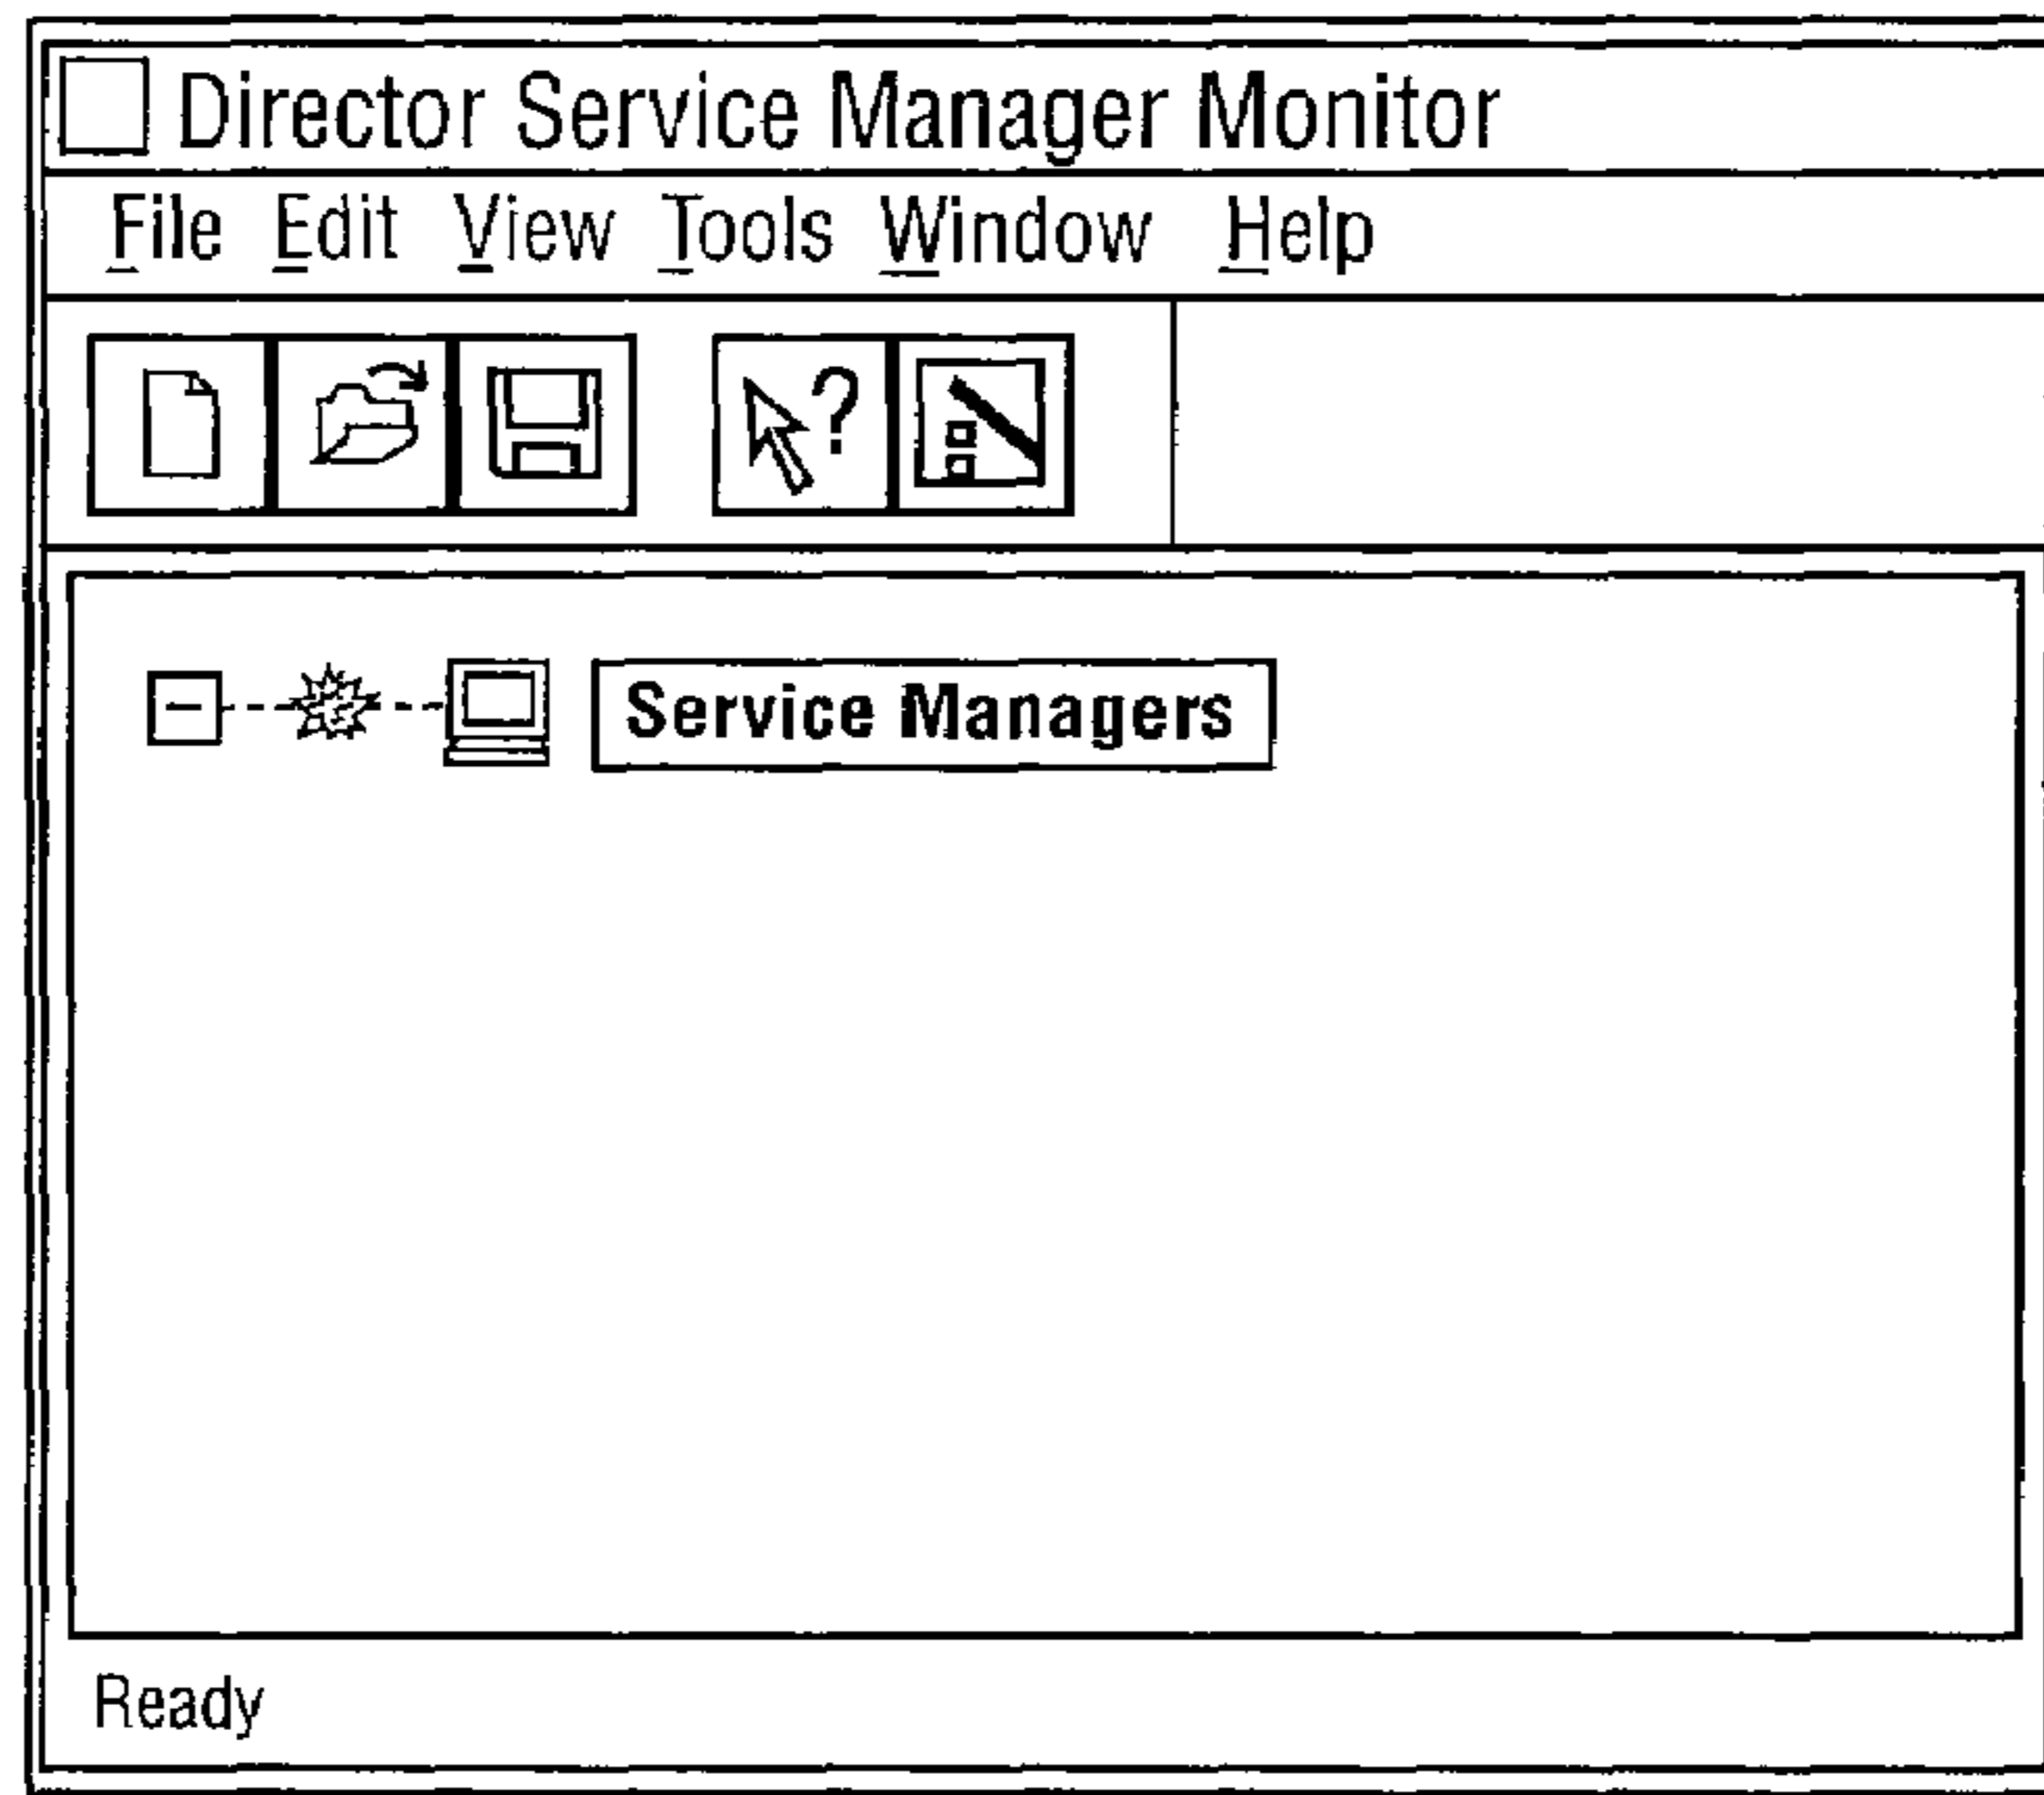 Director Service Manager Monitor
File Edit View Tools Window Help
?
Service Managers
Ready